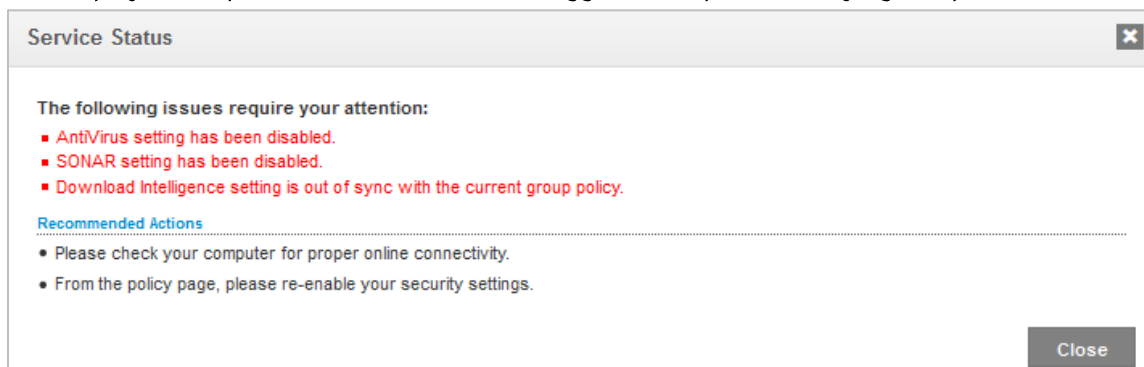 Service Status
The following issues require your attention:
AntiVirus setting has been disabled.
SONAR setting has been disabled.
Download Intelligence setting is out of sync with the current group policy.
Recommended Actions
Please check your computer for proper online connectivity.
From the policy page, please re-enable your security settings.
Close